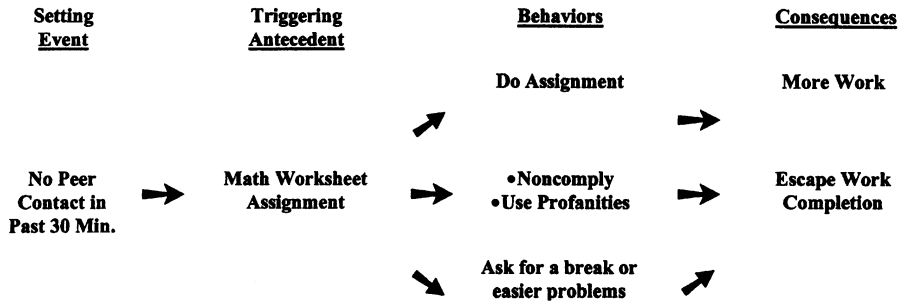 Setting
Event
Triggering
Antecedent
Behaviors
Consequences
Do Assignment
More Work
No Peer
Contact in
Past 30 Min.
Math Worksheet
Assignment
•Noncomply
•Use Profanities
Escape Work
Completion
Ask for a break or
easier problems